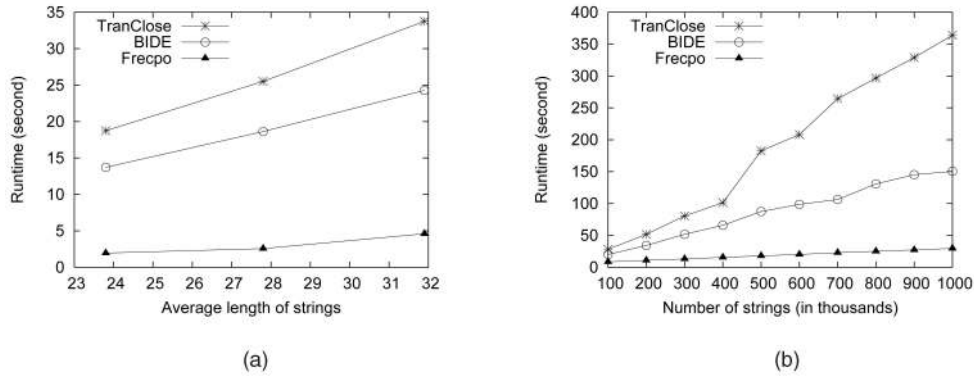 TranClose
BIDE
Frecpo
Runtime (second)
35
30
25
20
15
10
5
0
23 24 25 26 27 28 29 30 31 32
Average length of strings
(a)
TranClose
BIDE
Frecpo
Runtime (second)
400
350
300
250
200
150
100
50
0
100 200 300 400 500 600 700 800 900 1000
Number of strings (in thousands)
(b)